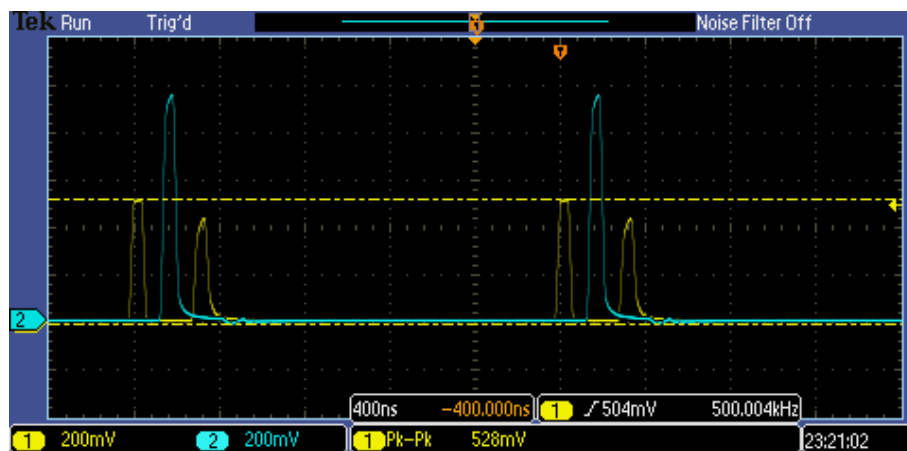 Tek Run Trig'd Noise Filter Off
T
T
2
400ns -400.000ns 1 504mV 500.004kHz
1 200mV 2 200mV 1 Pk-Pk 528mV 23:21:02